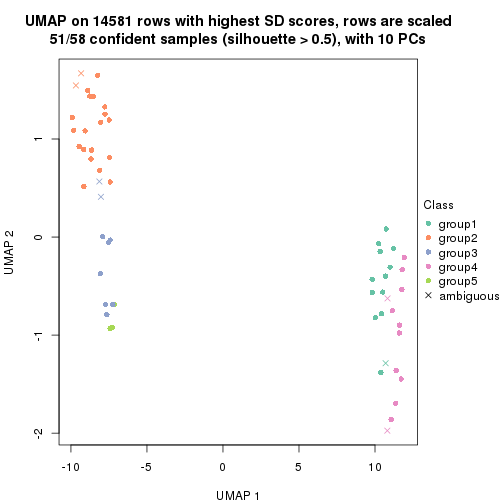 UMAP on 14581 rows with highest SD scores, rows are scaled
51/58 confident samples (silhouette > 0.5), with 10 PCs
UMAP 2
1
0
-1
-2
-10
-5
0
5
10
UMAP 1
Class
group1
group2
group3
group4
group5
ambiguous